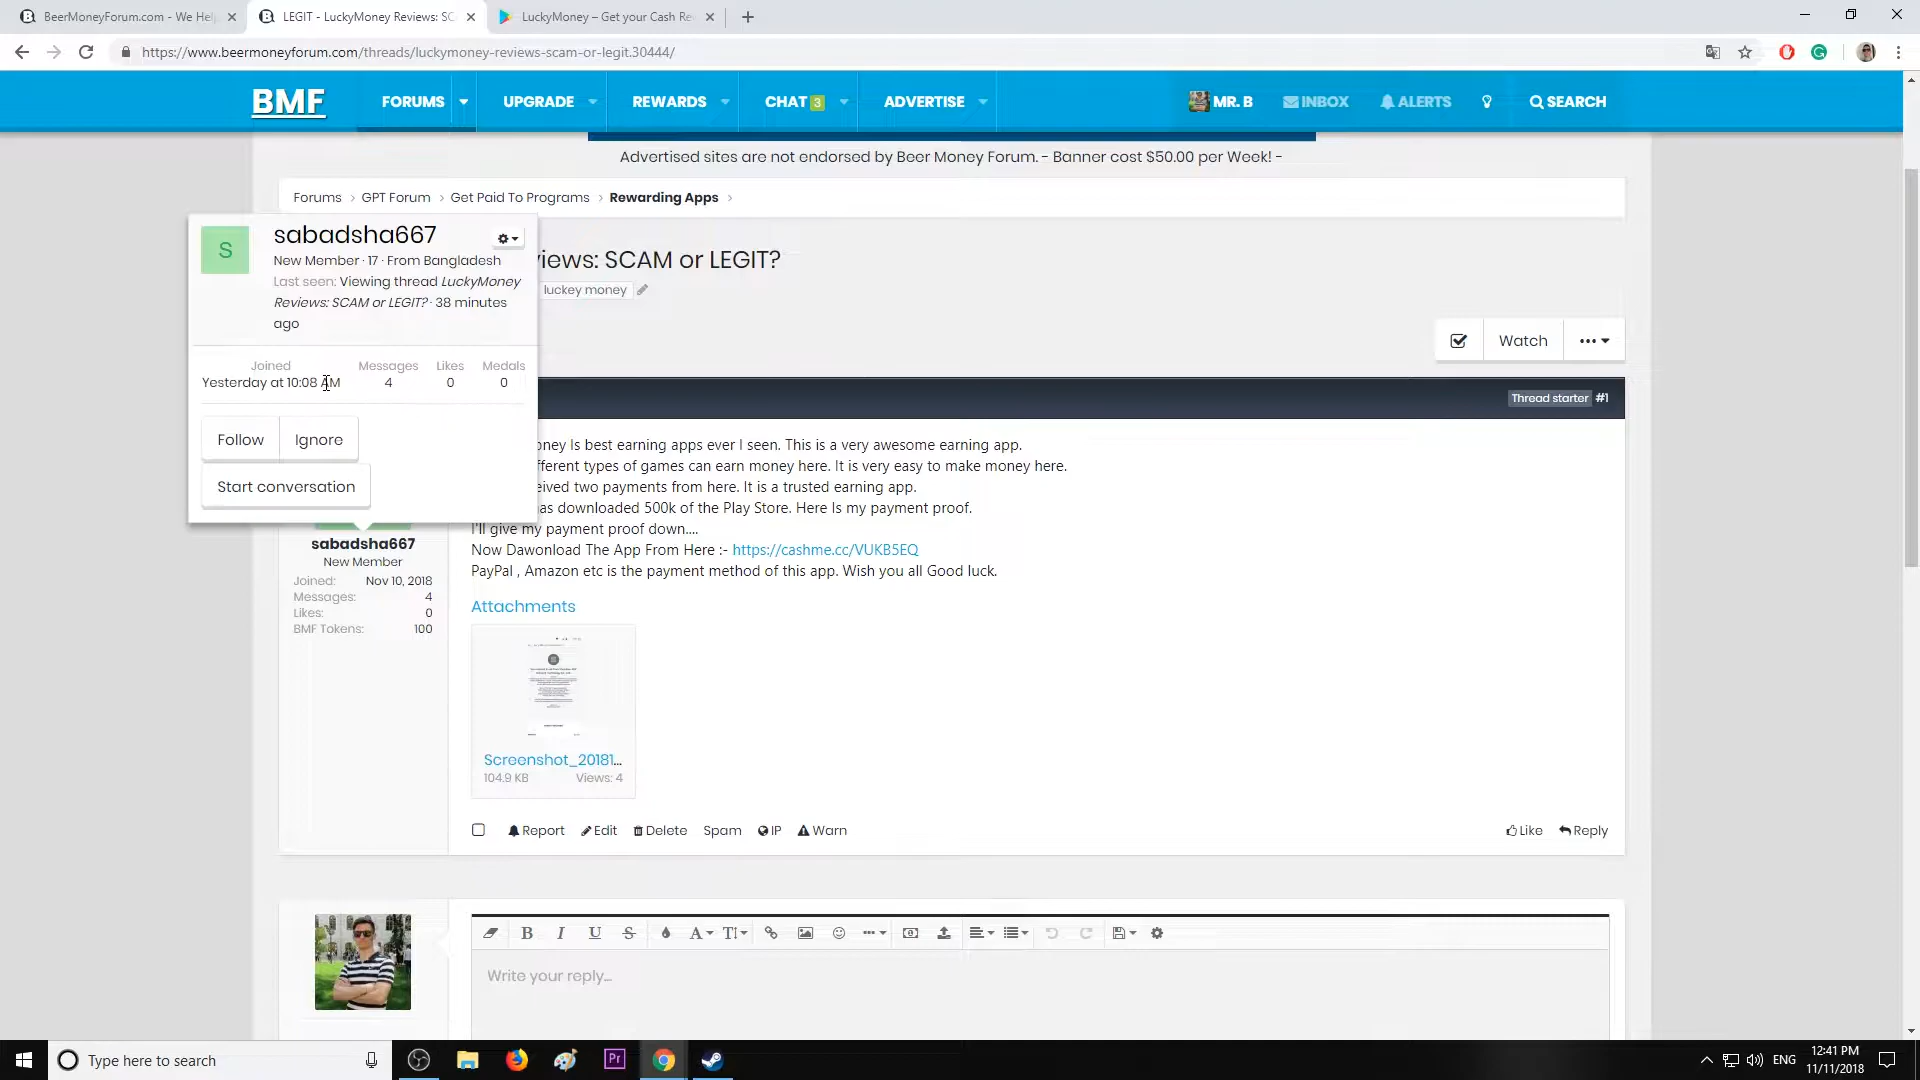 BeerMoneyForum.com - We Hel
LEGIT - LuckyMoney Reviews: SC
LuckyMoney – Get your Cash Re
https://www.beermoneyforum.com/threads/luckymoney-reviews-scam-or-legit.30444/
BMF
FORUMS
UPGRADE
REWARDS
CHAT 3
ADVERTISE
MR. B
INBOX
ALERTS
SEARCH
Advertised sites are not endorsed by Beer Money Forum. - Banner cost $50.00 per Week! -
Forums > GPT Forum > Get Paid To Programs > Rewarding Apps >
iews: SCAM or LEGIT?
luckey money
S
sabadsha667
New Member · 17 · From Bangladesh
Last seen: Viewing thread LuckyMoney
Reviews: SCAM or LEGIT? · 38 minutes
ago
Joined Messages Likes Medals
Yesterday at 10:08 AM 4 0 0
Follow
Ignore
Start conversation
Watch
Thread starter #1
oney Is best earning apps ever I seen. This is a very awesome earning app.
fferent types of games can earn money here. It is very easy to make money here.
eived two payments from here. It is a trusted earning app.
as downloaded 500k of the Play Store. Here Is my payment proof.
I'll give my payment proof down....
Now Dawonload The App From Here :- https://cashme.cc/VUKB5EQ
PayPal , Amazon etc is the payment method of this app. Wish you all Good luck.
sabadsha667
New Member
Joined: Nov 10, 2018
Messages: 4
Likes: 0
BMF Tokens: 100
Attachments
Screenshot_20181...
104.9 KB Views: 4
Report Edit Delete Spam IP Warn
Like Reply
B I U S A TI
Write your reply...
Type here to search
Pr
ENG
12:41 PM
11/11/2018